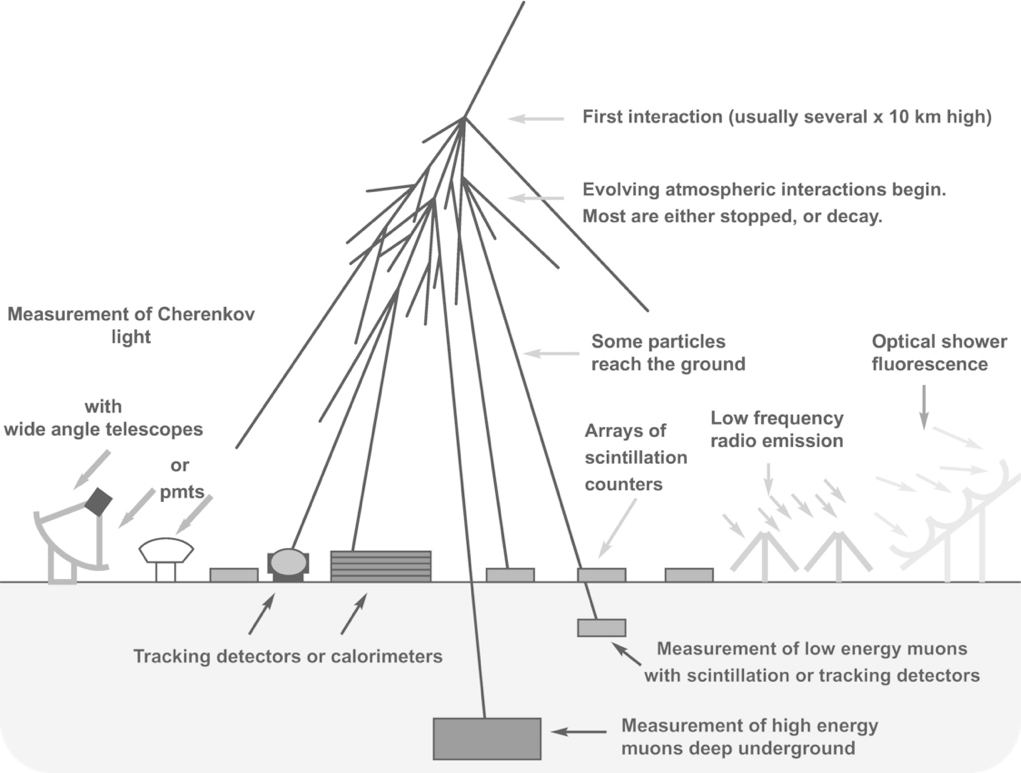 First interaction (usually several x 10 km high)
Evolving atmospheric interactions begin.
Most are either stopped, or decay.
Measurement of Cherenkov
light
with
wide angle telescopes
or
pmts
Some particles
reach the ground
Optical shower
fluorescence
Low frequency
radio emission
Arrays of
scintillation
counters
Tracking detectors or calorimeters
Measurement of low energy muons
with scintillation or tracking detectors
Measurement of high energy
muons deep underground